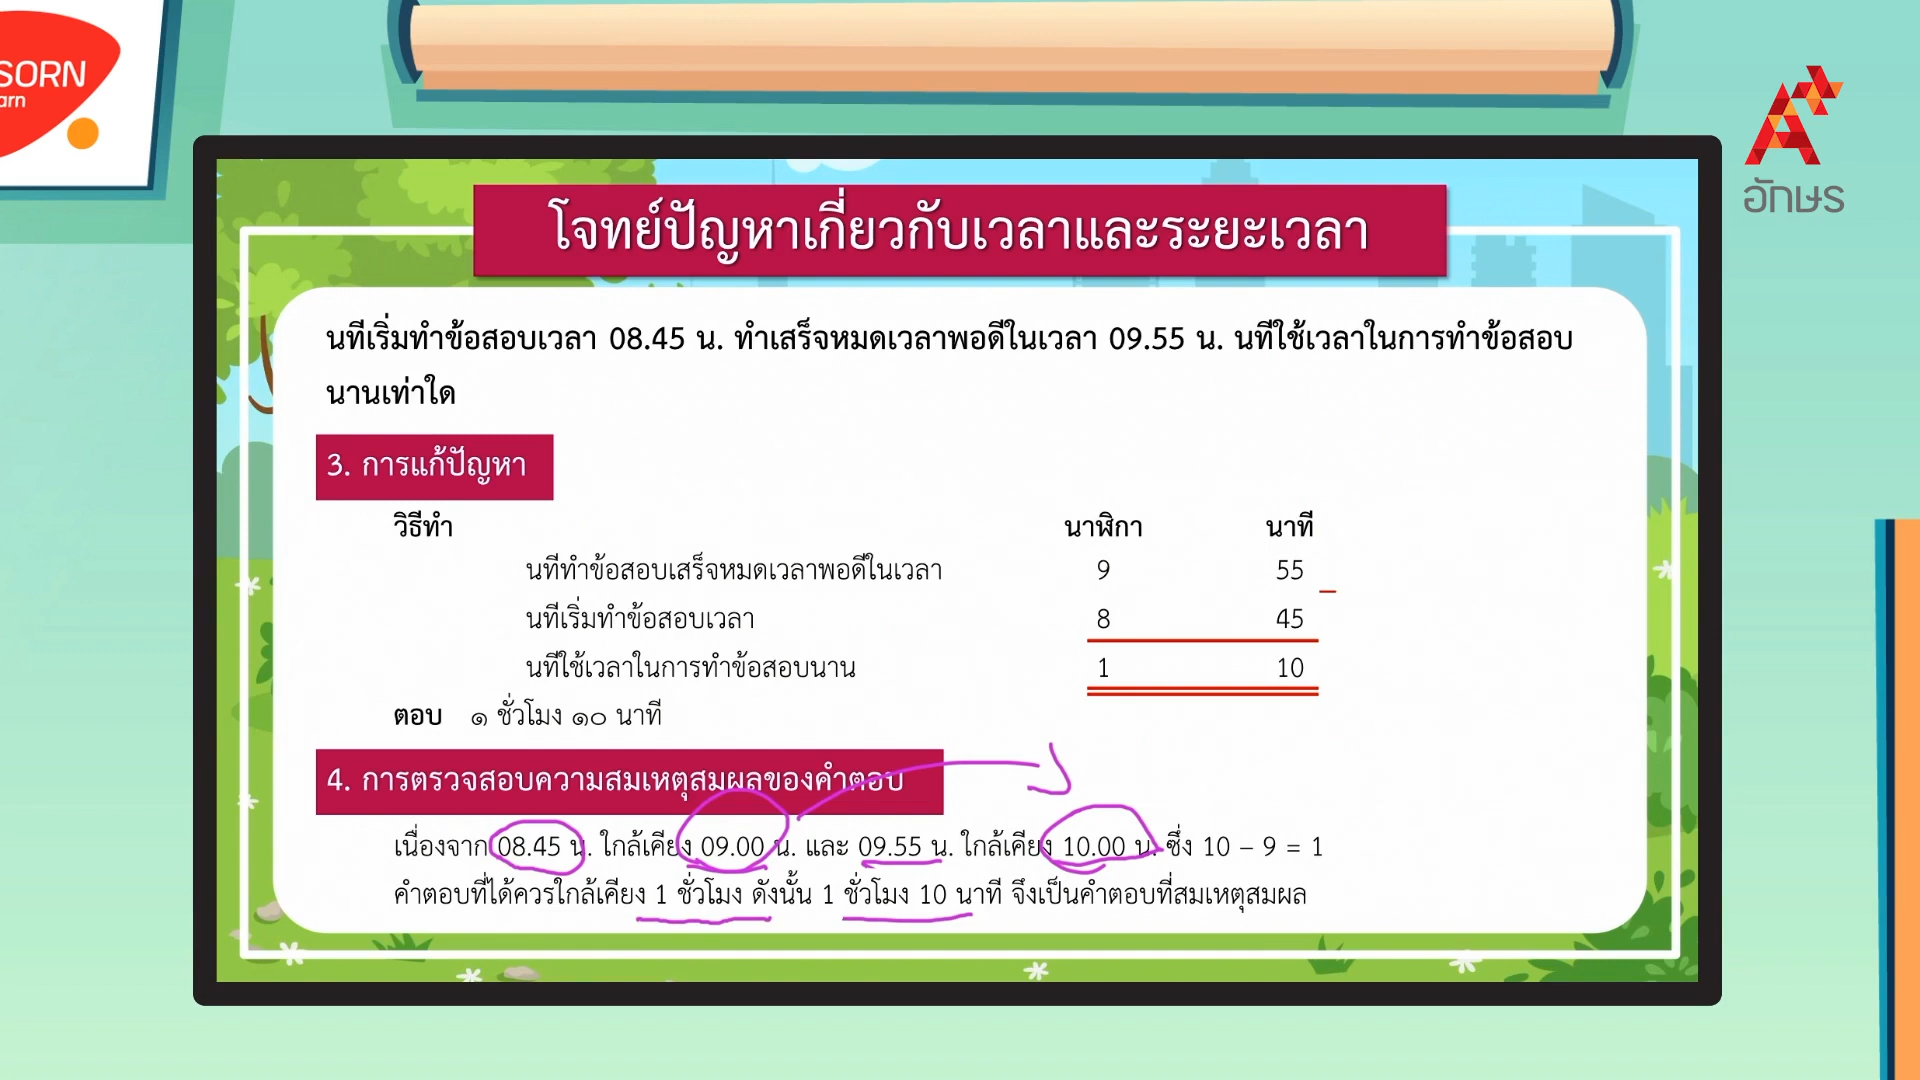 SORN
arn
อักษร
โจทย์ปัญหาเกี่ยวกับเวลาและระยะเวลา
นทีเริ่มทำข้อสอบเวลา 08.45 น. ทำเสร็จหมดเวลาพอดีในเวลา 09.55 น. นทีใช้เวลาในการทำข้อสอบ
นานเท่าใด
3. การแก้ปัญหา
วิธีทำ นาฬิกา นาที
นทีทำข้อสอบเสร็จหมดเวลาพอดีในเวลา 9 55
นทีเริ่มทำข้อสอบเวลา 8 45
นทีใช้เวลาในการทำข้อสอบนาน 1 10
ตอบ ๑ ชั่วโมง ๑๐ นาที
4. การตรวจสอบความสมเหตุสมผลของคำตอบ
เนื่องจาก 08.45 น. ใกล้เคียง 09.00 น. และ 09.55 น. ใกล้เคียง 10.00 น. ซึ่ง 10 – 9 = 1
คำตอบที่ได้ควรใกล้เคียง 1 ชั่วโมง ดังนั้น 1 ชั่วโมง 10 นาที จึงเป็นคำตอบที่สมเหตุสมผล